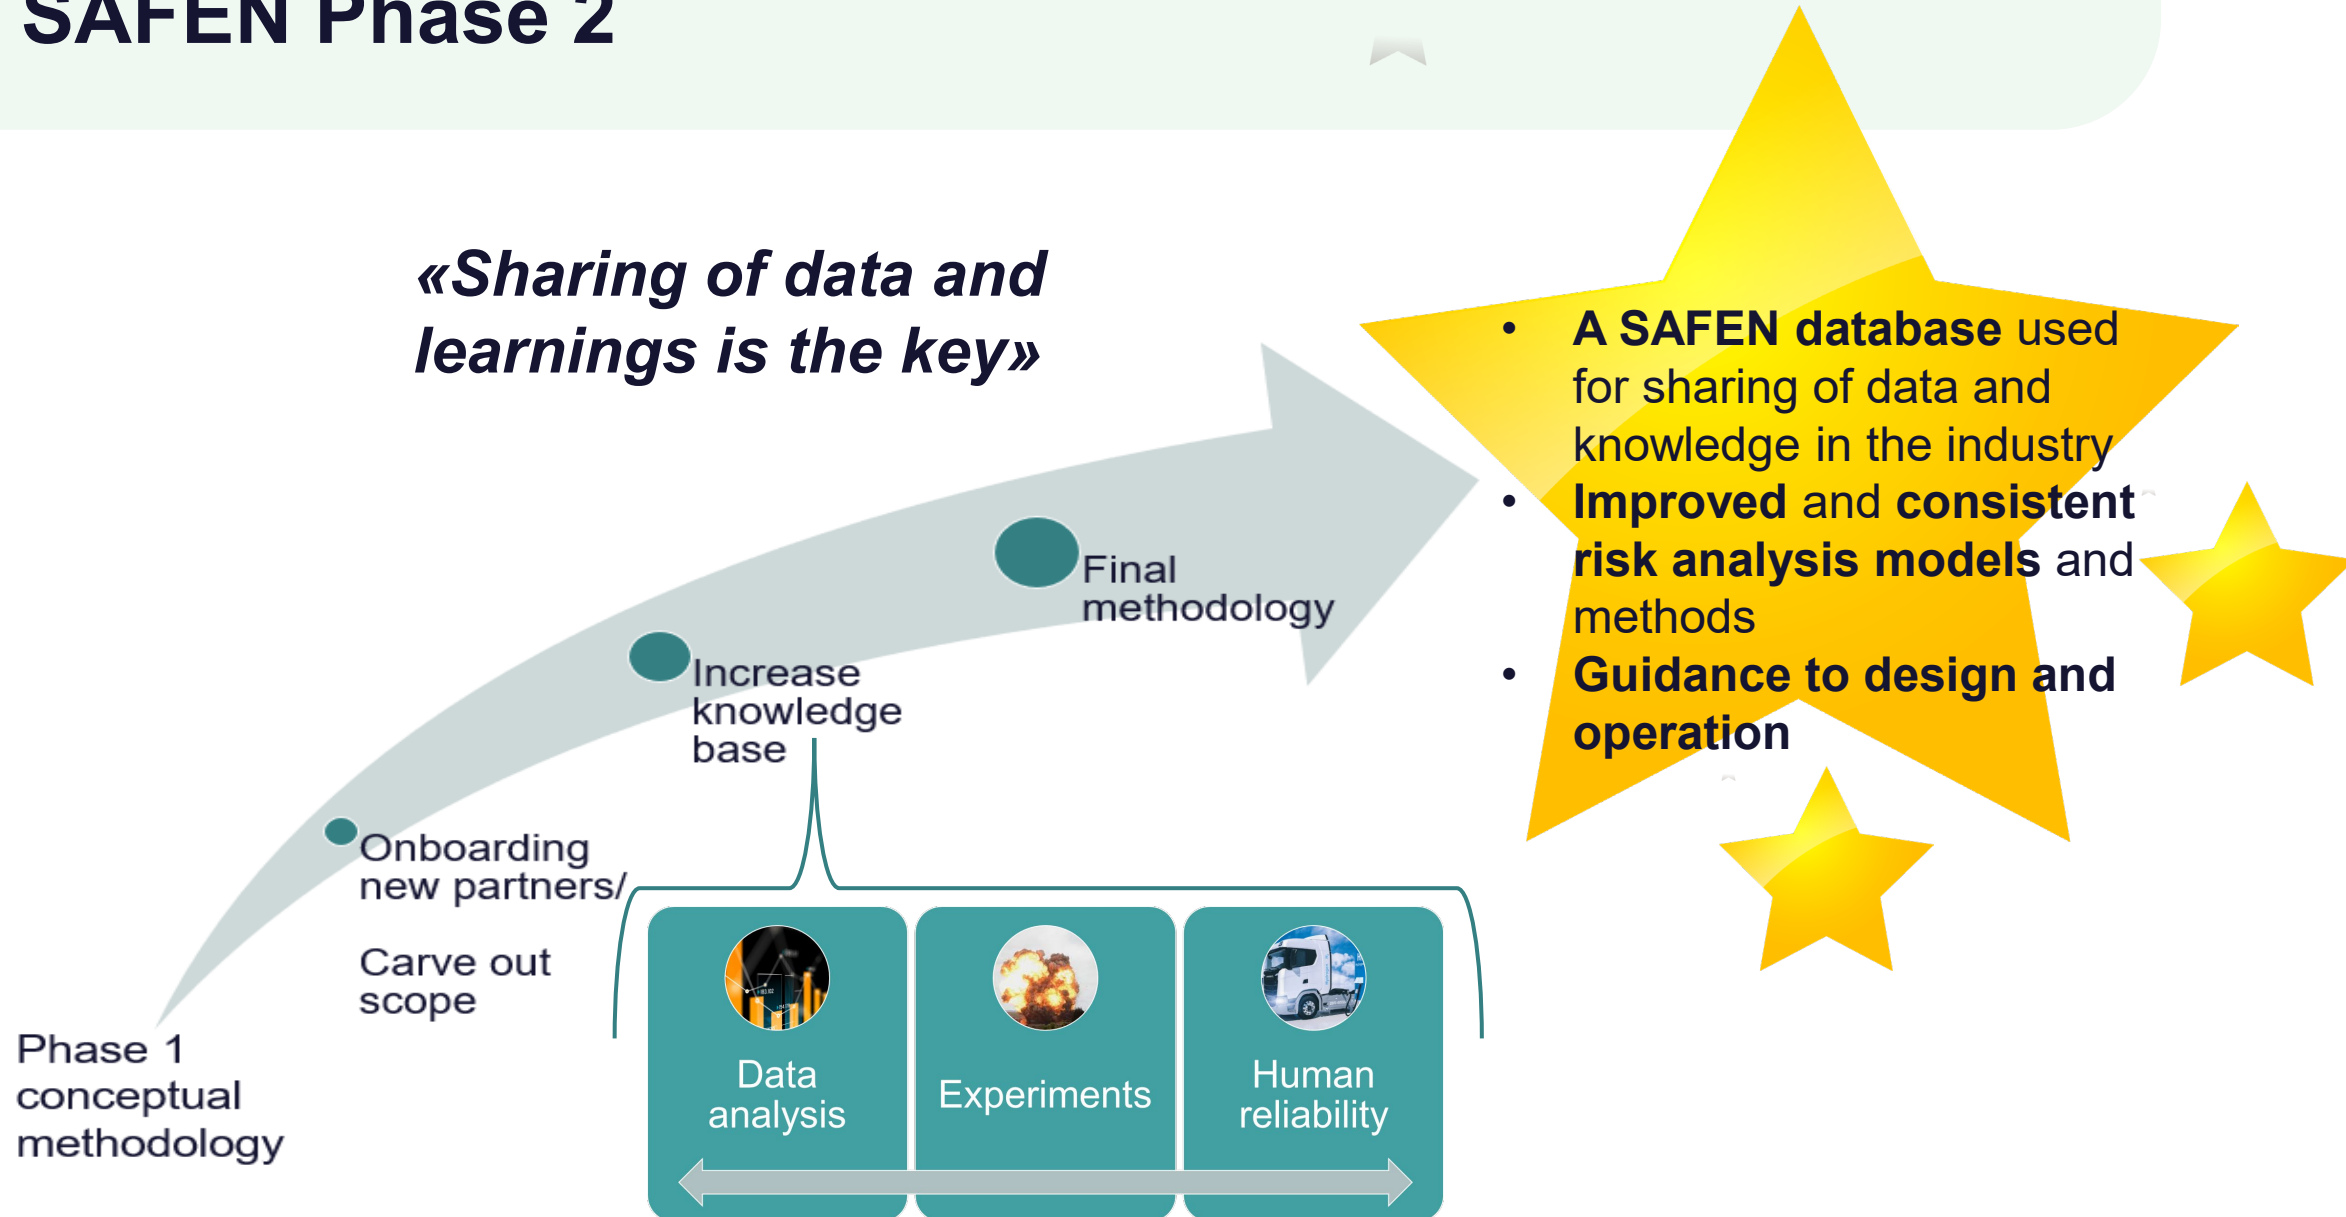 SAFEN Phase 2
«Sharing of data and
learnings is the key»
• A SAFEN database used
for sharing of data and
knowledge in the industry
• Improved and consistent
risk analysis models and
methods
• Guidance to design and
operation
Final
methodology
Increase
knowledge
base
Onboarding
new partners/
Carve out
scope
Phase 1
conceptual
methodology
Data
analysis
Experiments
Human
reliability